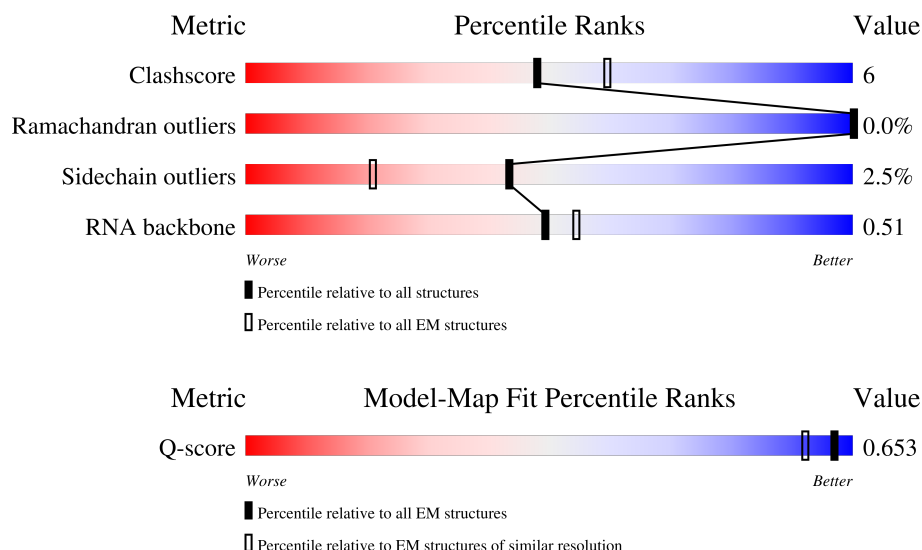 Metric Percentile Ranks Value
Clashscore 6
Ramachandran outliers 0.0%
Sidechain outliers 2.5%
RNA backbone 0.51
Worse Better
Percentile relative to all structures
Percentile relative to all EM structures
Metric Model-Map Fit Percentile Ranks Value
Q-score 0.653
Worse Better
Percentile relative to all EM structures
Percentile relative to EM structures of similar resolution